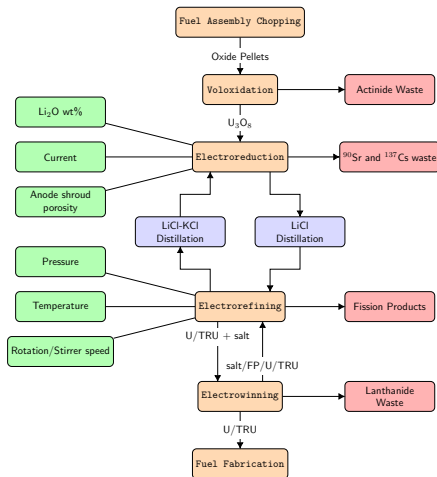 Fuel Assembly Chopping
Oxide Pellets
Voloxidation
Actinide Waste
Li₂O wt%
U₃O₈
Current
Electroreduction
⁹⁰Sr and ¹³⁷Cs waste
Anode shroud
porosity
LiCl-KCl
Distillation
LiCl
Distillation
Pressure
Temperature
Electrorefining
Fission Products
Rotation/Stirrer speed
U/TRU + salt
salt/FP/U/TRU
Electrowinning
Lanthanide
Waste
U/TRU
Fuel Fabrication